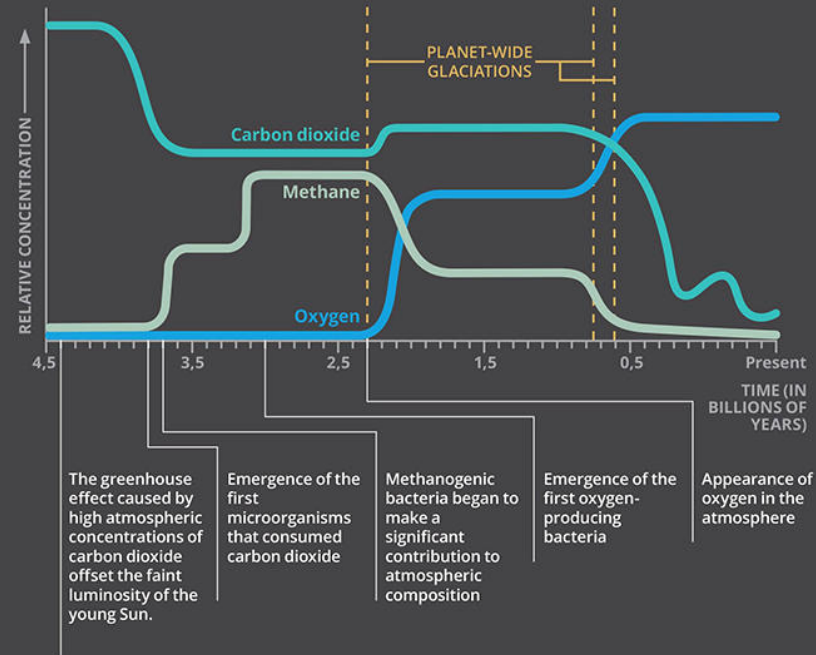 PLANET-WIDE
GLACIATIONS
RELATIVE CONCENTRATION
Carbon dioxide
Methane
Oxygen
4,5
3,5
2,5
1,5
0,5
Present
TIME (IN
BILLIONS OF
YEARS)
The greenhouse
effect caused by
high atmospheric
concentrations of
carbon dioxide
offset the faint
luminosity of the
young Sun.
Emergence of the
first
microorganisms
that consumed
carbon dioxide
Methanogenic
bacteria began to
make a
significant
contribution to
atmospheric
composition
Emergence of the
first oxygen-
producing
bacteria
Appearance of
oxygen in the
atmosphere